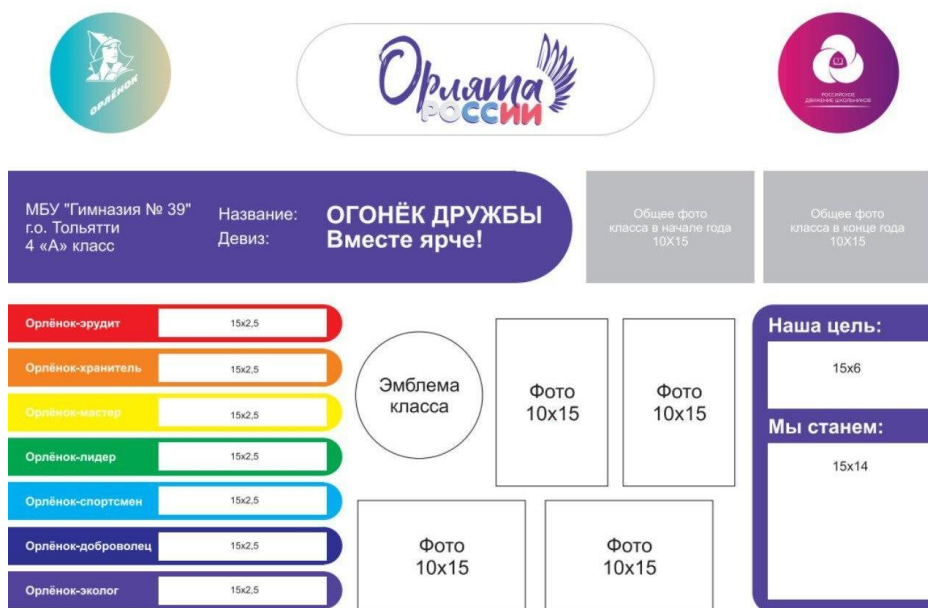 ОРЛЁНОК
Орлята
РОССИИ
РОССИЙСКОЕ
ДВИЖЕНИЕ ШКОЛЬНИКОВ
МБУ "Гимназия № 39"
г.о. Тольятти
4 «А» класс
Название: ОГОНЁК ДРУЖБЫ
Девиз: Вместе ярче!
Общее фото
класса в начале года
10Х15
Общее фото
класса в конце года
10Х15
Орлёнок-эрудит 15х2,5
Орлёнок-хранитель 15х2,5
Орлёнок-мастер 15х2,5
Орлёнок-лидер 15х2,5
Орлёнок-спортсмен 15х2,5
Орлёнок-доброволец 15х2,5
Орлёнок-эколог 15х2,5
Эмблема
класса
Фото
10х15
Фото
10х15
Фото
10х15
Фото
10х15
Наша цель:
15х6
Мы станем:
15х14